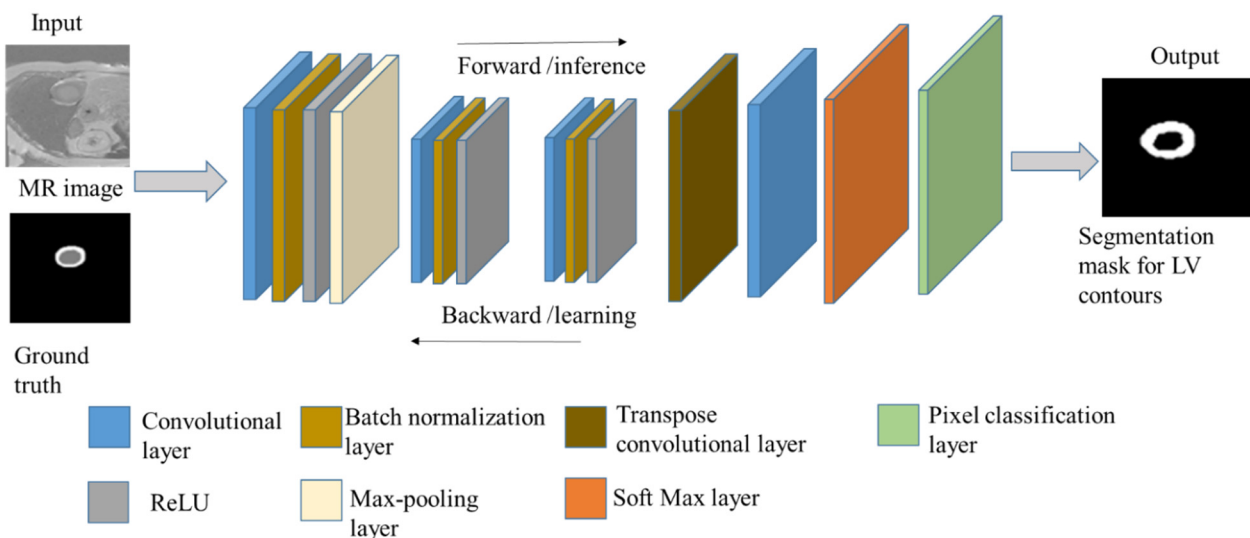 Input
MR image
Ground
truth
Forward /inference
Backward /learning
Output
Segmentation
mask for LV
contours
Convolutional
layer
Batch normalization
layer
Transpose
convolutional layer
Pixel classification
layer
ReLU
Max-pooling
layer
Soft Max layer